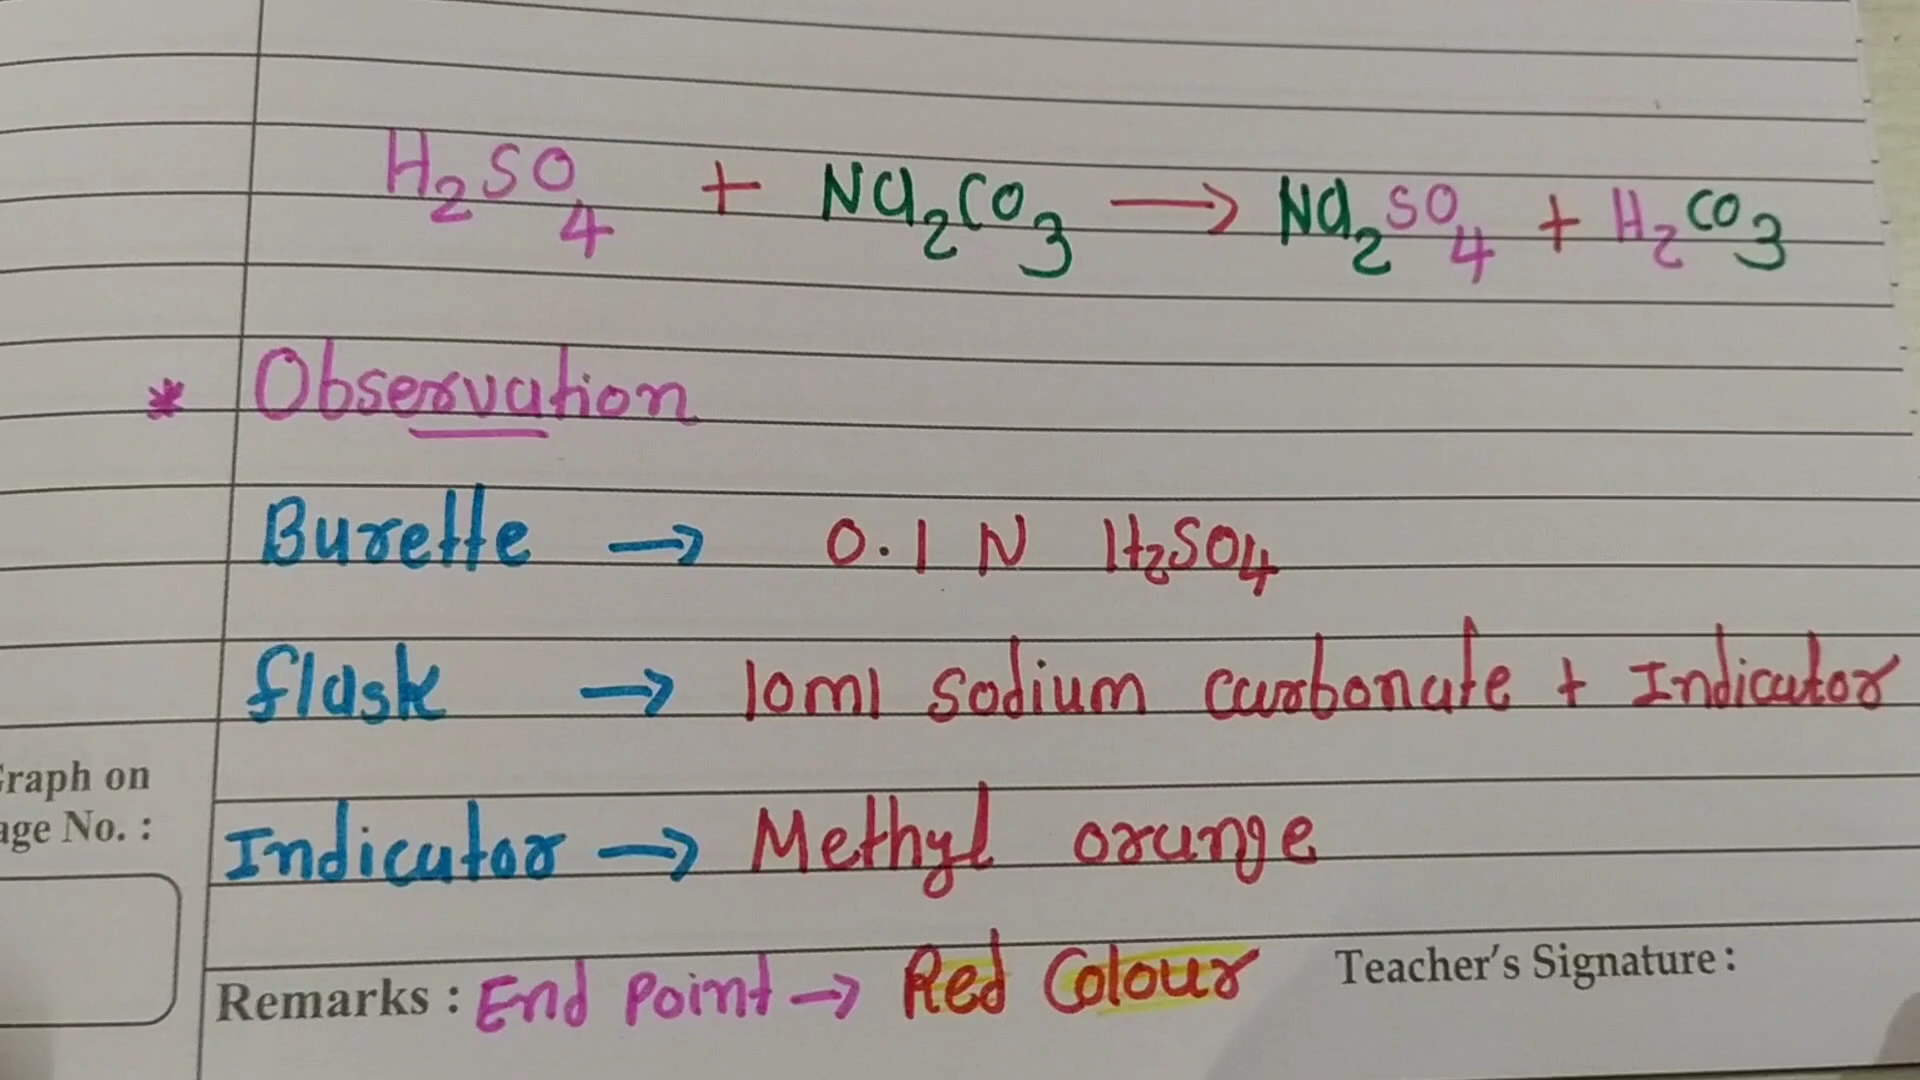 H₂SO₄ + Na₂CO₃ → Na₂SO₄ + H₂CO₃
* Observation
Burette → 0.1 N H₂SO₄
flask → 10ml sodium carbonate + Indicator
Graph on
Page No. :
Indicator → Methyl orange
Remarks : End point → Red Colour
Teacher's Signature :